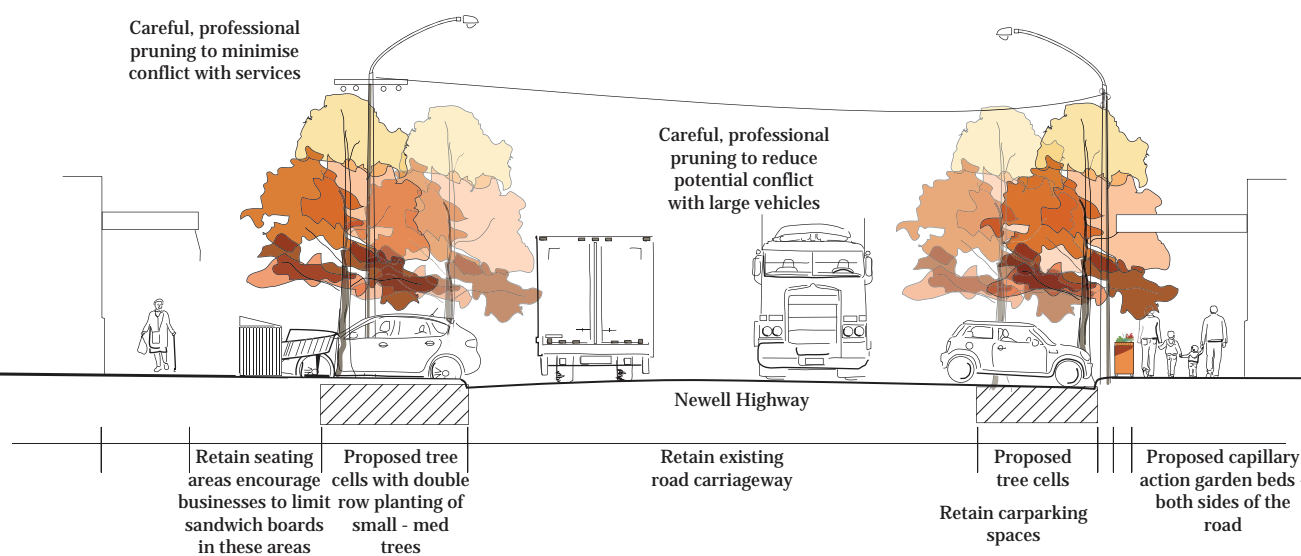 Careful, professional
pruning to minimise
conflict with services
Careful, professional
pruning to reduce
potential conflict
with large vehicles
Newell Highway
Retain seating
areas encourage
businesses to limit
sandwich boards
in these areas
Proposed tree
cells with double
row planting of
small - med
trees
Retain existing
road carriageway
Proposed
tree cells
Retain carparking
spaces
Proposed capillary
action garden beds
both sides of the
road